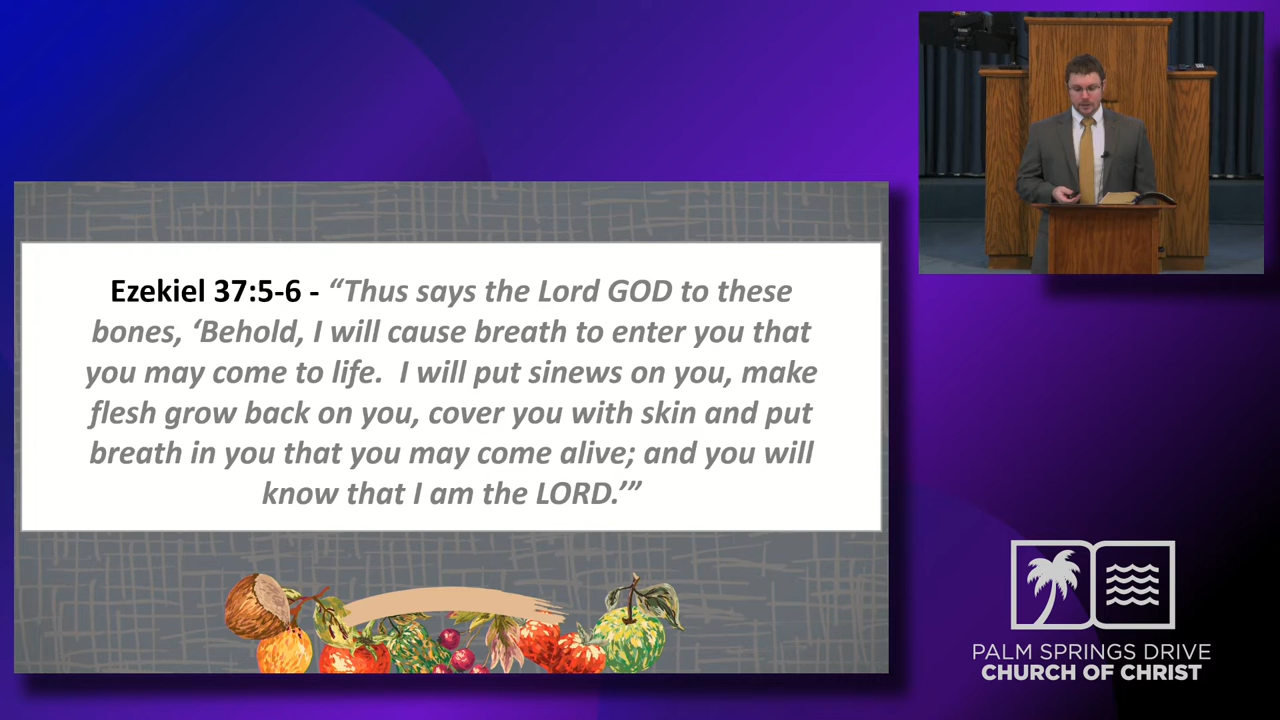 Ezekiel 37:5-6 - “Thus says the Lord GOD to these
bones, ‘Behold, I will cause breath to enter you that
you may come to life.  I will put sinews on you, make
flesh grow back on you, cover you with skin and put
breath in you that you may come alive; and you will
know that I am the LORD.’”
PALM SPRINGS DRIVE
CHURCH OF CHRIST